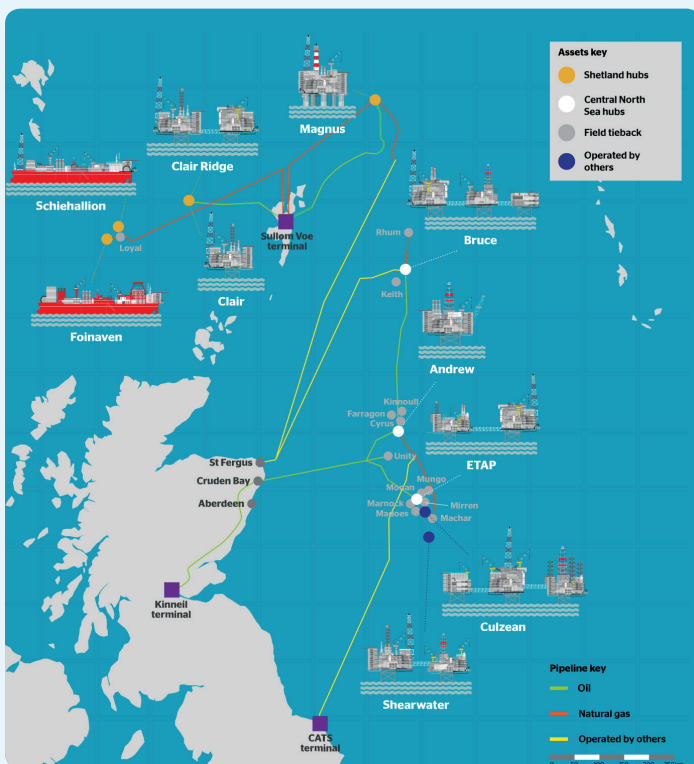 Assets key
Shetland hubs
Central North
Sea hubs
Field tieback
Operated by
others
Magnus
Clair Ridge
Schiehallion
Loyal
Sullom Voe
terminal
Clair
Foinaven
Bruce
Rhum
Keith
Andrew
Kinnoull
Farragon
Cyrus
ETAP
Unity
St Fergus
Cruden Bay
Aberdeen
Mungo
Monan
Marnock
Mirren
Madoes
Machar
Culzean
Kinneil
terminal
Shearwater
CATS
terminal
Pipeline key
Oil
Natural gas
Operated by others